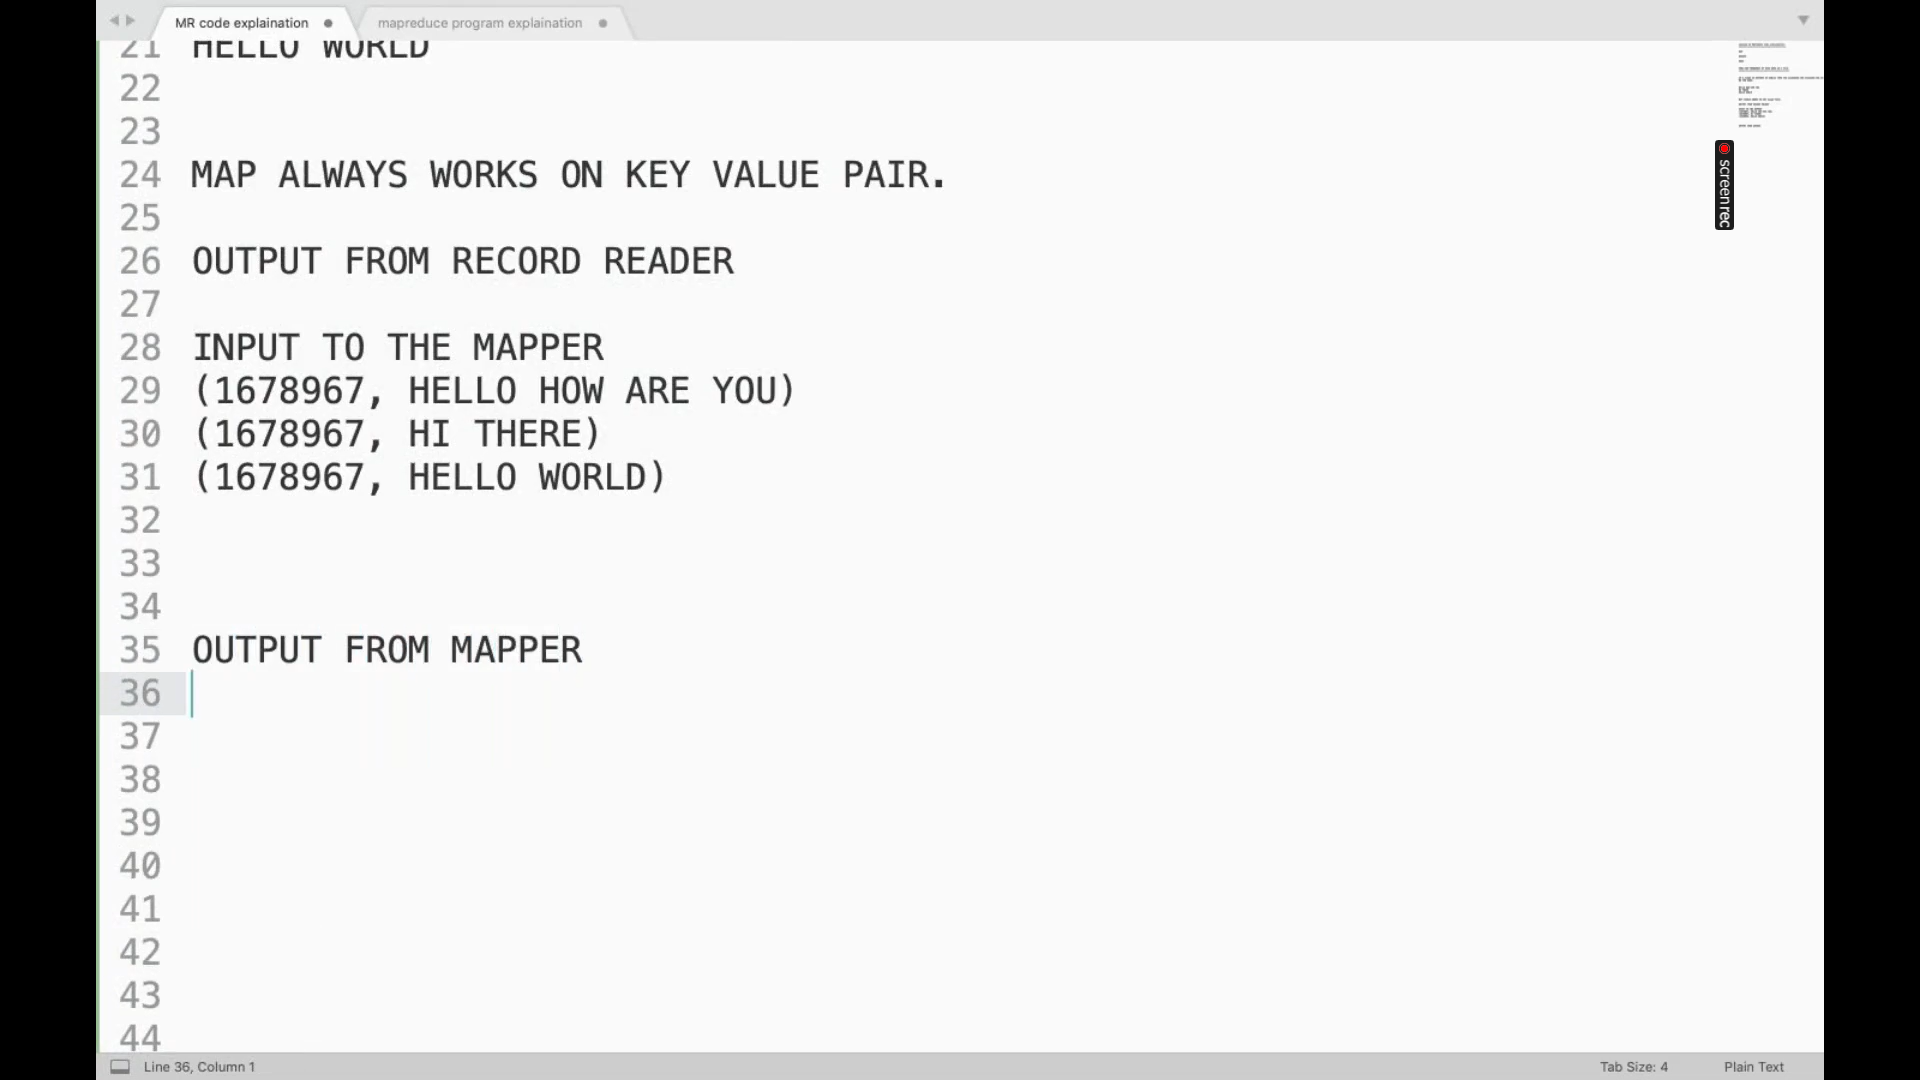 MR code explaination
mapreduce program explaination
21 HELLO WORLD
22
23
24 MAP ALWAYS WORKS ON KEY VALUE PAIR.
25
26 OUTPUT FROM RECORD READER
27
28 INPUT TO THE MAPPER
29 (1678967, HELLO HOW ARE YOU)
30 (1678967, HI THERE)
31 (1678967, HELLO WORLD)
32
33
34
35 OUTPUT FROM MAPPER
36
37
38
39
40
41
42
43
44
screenrec
Line 36, Column 1
Tab Size: 4
Plain Text